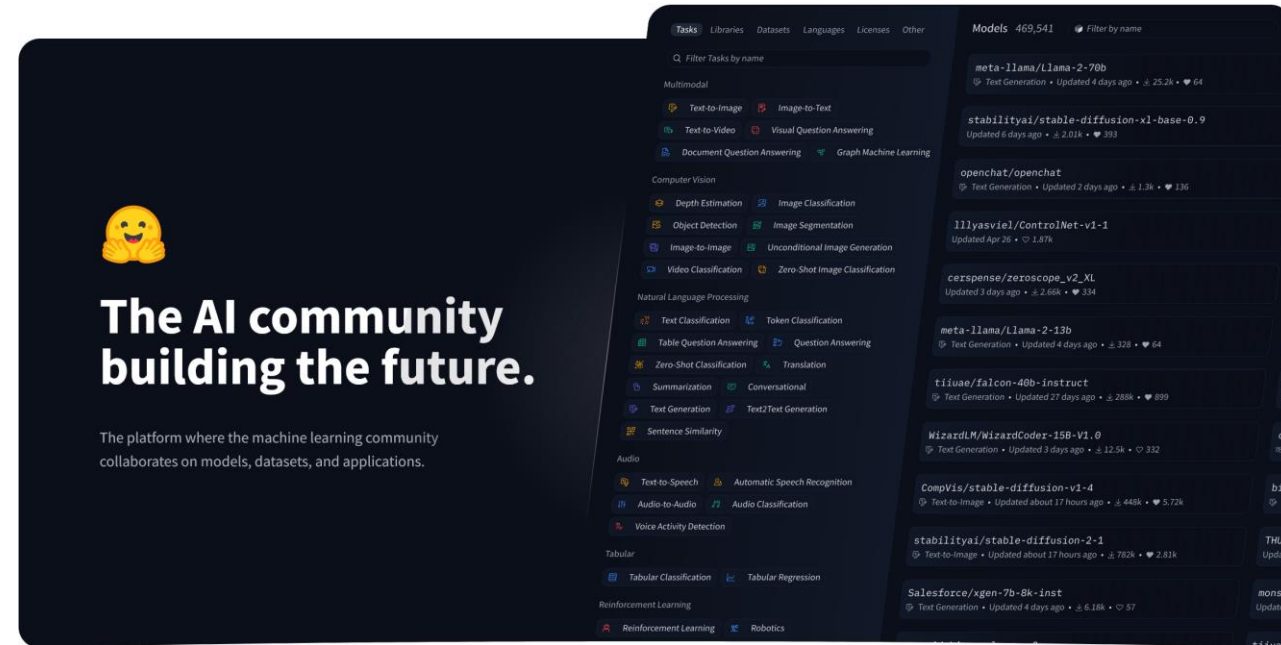 The AI community
building the future.
The platform where the machine learning community
collaborates on models, datasets, and applications.
Tasks Libraries Datasets Languages Licenses Other
Filter Tasks by name
Multimodal
Text-to-Image Image-to-Text
Text-to-Video Visual Question Answering
Document Question Answering Graph Machine Learning
Computer Vision
Depth Estimation Image Classification
Object Detection Image Segmentation
Image-to-Image Unconditional Image Generation
Video Classification Zero-Shot Image Classification
Natural Language Processing
Text Classification Token Classification
Table Question Answering Question Answering
Zero-Shot Classification Translation
Summarization Conversational
Text Generation Text2Text Generation
Sentence Similarity
Audio
Text-to-Speech Automatic Speech Recognition
Audio-to-Audio Audio Classification
Voice Activity Detection
Tabular
Tabular Classification Tabular Regression
Reinforcement Learning
Reinforcement Learning Robotics
Models 469,541 Filter by name
meta-llama/Llama-2-70b
Text Generation • Updated 4 days ago • 25.2k • 64
stabilityai/stable-diffusion-xl-base-0.9
Updated 6 days ago • 2.01k • 393
openchat/openchat
Text Generation • Updated 2 days ago • 1.3k • 136
lllyasviel/ControlNet-v1-1
Updated Apr 26 • 1.87k
cerspense/zeroscope_v2_XL
Updated 3 days ago • 2.66k • 334
meta-llama/Llama-2-13b
Text Generation • Updated 4 days ago • 328 • 64
tiiuae/falcon-40b-instruct
Text Generation • Updated 27 days ago • 288k • 899
WizardLM/WizardCoder-15B-V1.0
Text Generation • Updated 3 days ago • 12.5k • 332
CompVis/stable-diffusion-v1-4
Text-to-Image • Updated about 17 hours ago • 448k • 5.72k
stabilityai/stable-diffusion-2-1
Text-to-Image • Updated about 17 hours ago • 782k • 2.81k
Salesforce/xgen-7b-8k-inst
Text Generation • Updated 4 days ago • 6.18k • 57